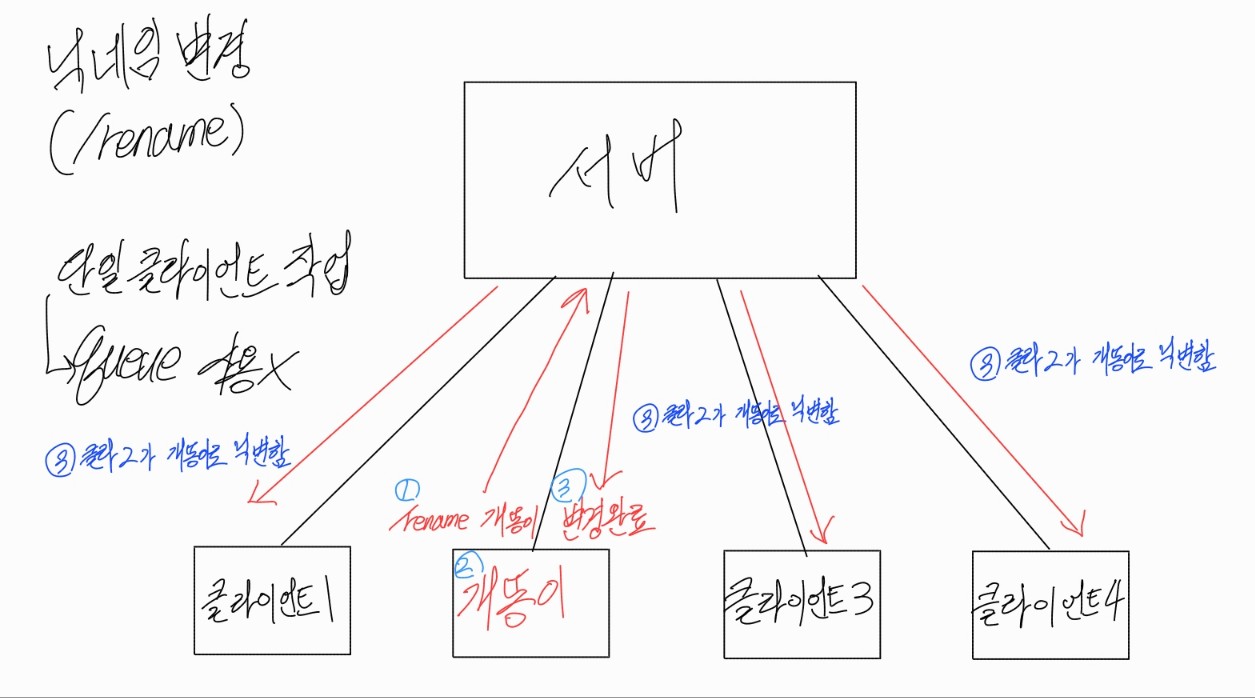 닉네임 변경
(/rename)
서버
단일 클라이언트 작업
Queue 사용 X
③ 클라2가 개똥이로 닉변함
③ 클라2가 개똥이로 닉변함
③ 클라2가 개똥이로 닉변함
①
/rename 개똥이
③
변경완료
클라이언트1
②
개똥이
클라이언트3
클라이언트4